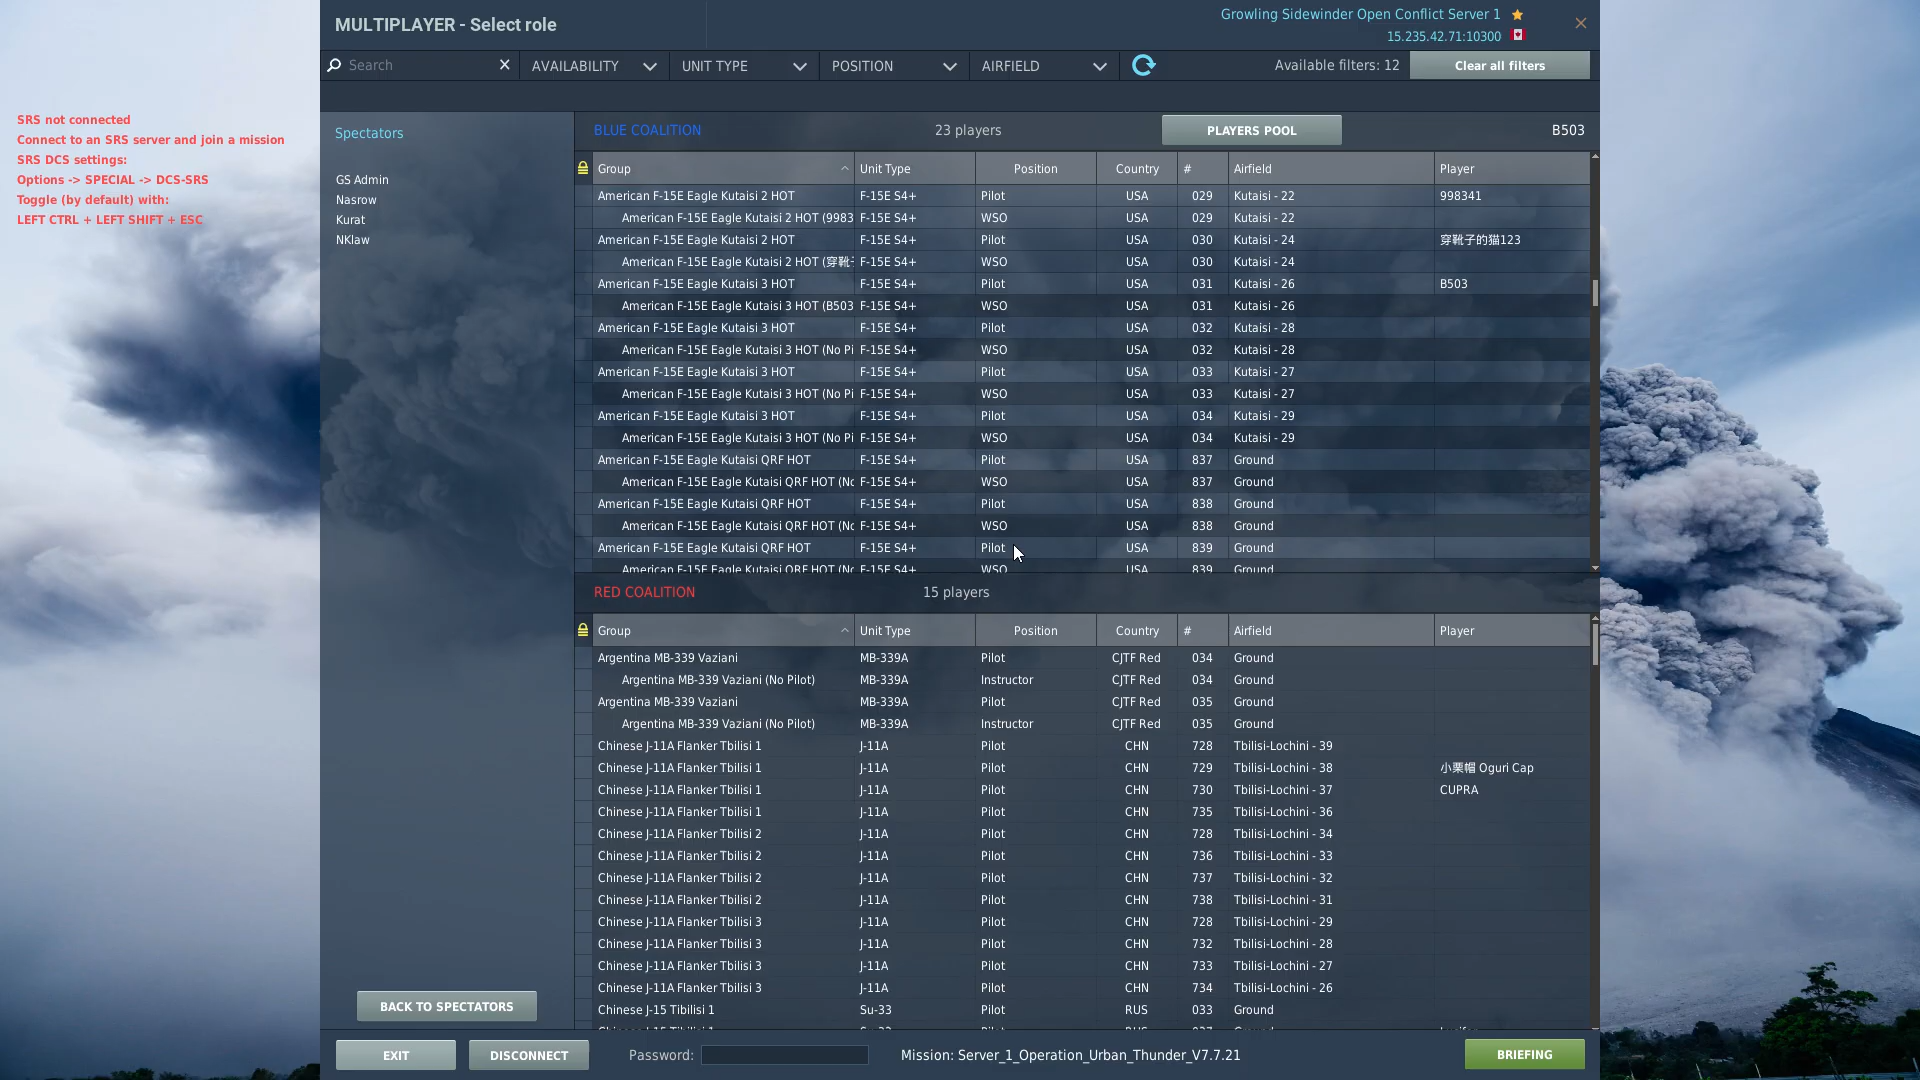 MULTIPLAYER - Select role
Growling Sidewinder Open Conflict Server 1
15.235.42.71:10300
Search AVAILABILITY UNIT TYPE POSITION AIRFIELD Available filters: 12 Clear all filters
SRS not connected
Connect to an SRS server and join a mission
SRS DCS settings:
Options -> SPECIAL -> DCS-SRS
Toggle (by default) with:
LEFT CTRL + LEFT SHIFT + ESC
Spectators
GS Admin
Nasrow
Kurat
NKlaw
BLUE COALITION 23 players PLAYERS POOL B503
Group Unit Type Position Country # Airfield Player
American F-15E Eagle Kutaisi 2 HOT F-15E S4+ Pilot USA 029 Kutaisi - 22 998341
American F-15E Eagle Kutaisi 2 HOT (9983 F-15E S4+ WSO USA 029 Kutaisi - 22
American F-15E Eagle Kutaisi 2 HOT F-15E S4+ Pilot USA 030 Kutaisi - 24 穿靴子的猫123
American F-15E Eagle Kutaisi 2 HOT (穿靴 F-15E S4+ WSO USA 030 Kutaisi - 24
American F-15E Eagle Kutaisi 3 HOT F-15E S4+ Pilot USA 031 Kutaisi - 26 B503
American F-15E Eagle Kutaisi 3 HOT (B503 F-15E S4+ WSO USA 031 Kutaisi - 26
American F-15E Eagle Kutaisi 3 HOT F-15E S4+ Pilot USA 032 Kutaisi - 28
American F-15E Eagle Kutaisi 3 HOT (No Pi F-15E S4+ WSO USA 032 Kutaisi - 28
American F-15E Eagle Kutaisi 3 HOT F-15E S4+ Pilot USA 033 Kutaisi - 27
American F-15E Eagle Kutaisi 3 HOT (No Pi F-15E S4+ WSO USA 033 Kutaisi - 27
American F-15E Eagle Kutaisi 3 HOT F-15E S4+ Pilot USA 034 Kutaisi - 29
American F-15E Eagle Kutaisi 3 HOT (No Pi F-15E S4+ WSO USA 034 Kutaisi - 29
American F-15E Eagle Kutaisi QRF HOT F-15E S4+ Pilot USA 837 Ground
American F-15E Eagle Kutaisi QRF HOT (No F-15E S4+ WSO USA 837 Ground
American F-15E Eagle Kutaisi QRF HOT F-15E S4+ Pilot USA 838 Ground
American F-15E Eagle Kutaisi QRF HOT (No F-15E S4+ WSO USA 838 Ground
American F-15E Eagle Kutaisi QRF HOT F-15E S4+ Pilot USA 839 Ground
American F-15E Eagle Kutaisi QRF HOT (No F-15E S4+ WSO USA 839 Ground
RED COALITION 15 players
Group Unit Type Position Country # Airfield Player
Argentina MB-339 Vaziani MB-339A Pilot CJTF Red 034 Ground
Argentina MB-339 Vaziani (No Pilot) MB-339A Instructor CJTF Red 034 Ground
Argentina MB-339 Vaziani MB-339A Pilot CJTF Red 035 Ground
Argentina MB-339 Vaziani (No Pilot) MB-339A Instructor CJTF Red 035 Ground
Chinese J-11A Flanker Tbilisi 1 J-11A Pilot CHN 728 Tbilisi-Lochini - 39
Chinese J-11A Flanker Tbilisi 1 J-11A Pilot CHN 729 Tbilisi-Lochini - 38 小栗帽 Oguri Cap
Chinese J-11A Flanker Tbilisi 1 J-11A Pilot CHN 730 Tbilisi-Lochini - 37 CUPRA
Chinese J-11A Flanker Tbilisi 1 J-11A Pilot CHN 735 Tbilisi-Lochini - 36
Chinese J-11A Flanker Tbilisi 2 J-11A Pilot CHN 728 Tbilisi-Lochini - 34
Chinese J-11A Flanker Tbilisi 2 J-11A Pilot CHN 736 Tbilisi-Lochini - 33
Chinese J-11A Flanker Tbilisi 2 J-11A Pilot CHN 737 Tbilisi-Lochini - 32
Chinese J-11A Flanker Tbilisi 2 J-11A Pilot CHN 738 Tbilisi-Lochini - 31
Chinese J-11A Flanker Tbilisi 3 J-11A Pilot CHN 728 Tbilisi-Lochini - 29
Chinese J-11A Flanker Tbilisi 3 J-11A Pilot CHN 732 Tbilisi-Lochini - 28
Chinese J-11A Flanker Tbilisi 3 J-11A Pilot CHN 733 Tbilisi-Lochini - 27
Chinese J-11A Flanker Tbilisi 3 J-11A Pilot CHN 734 Tbilisi-Lochini - 26
Chinese J-15 Tibilisi 1 Su-33 Pilot RUS 033 Ground
BACK TO SPECTATORS
EXIT DISCONNECT Password: Mission: Server_1_Operation_Urban_Thunder_V7.7.21 BRIEFING